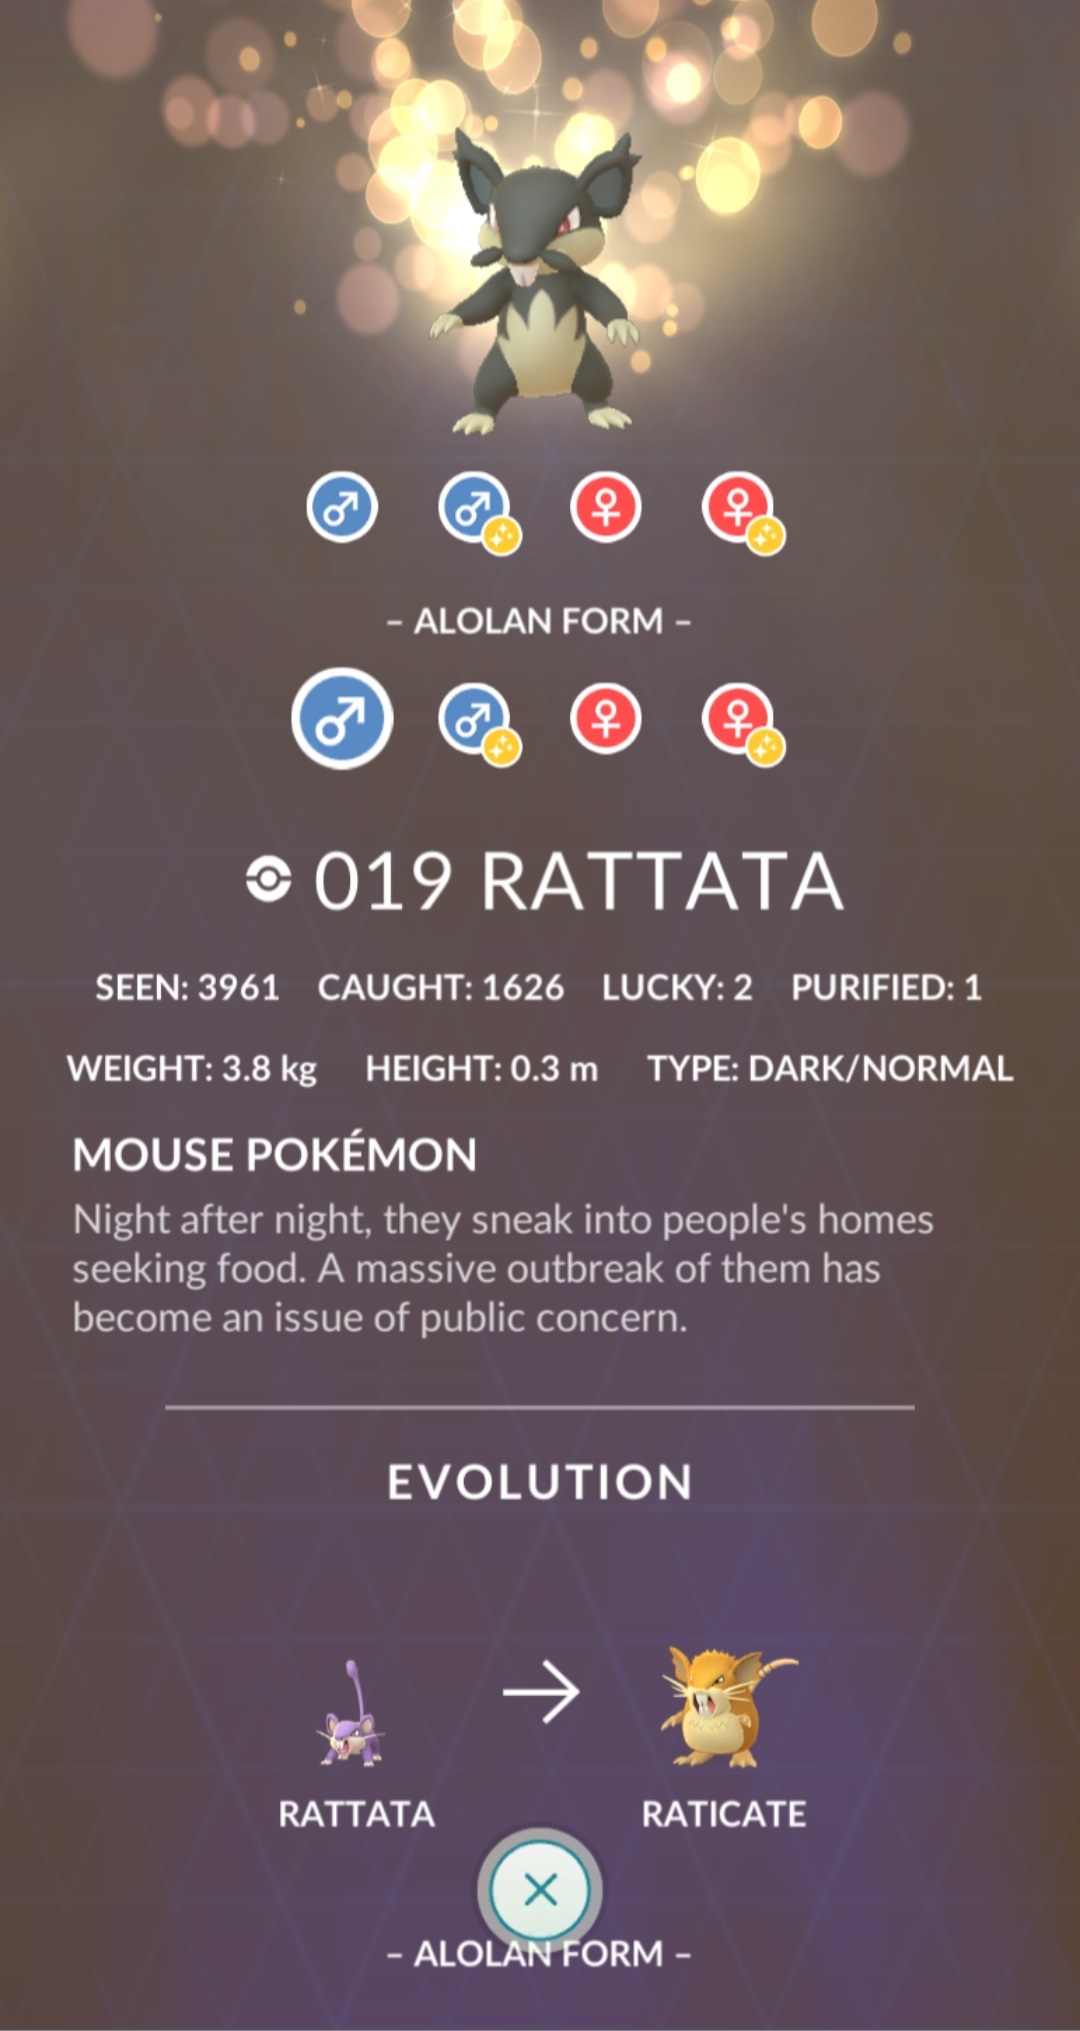 – ALOLAN FORM –
019 RATTATA
SEEN: 3961 CAUGHT: 1626 LUCKY: 2 PURIFIED: 1
WEIGHT: 3.8 kg HEIGHT: 0.3 m TYPE: DARK/NORMAL
MOUSE POKÉMON
Night after night, they sneak into people's homes
seeking food. A massive outbreak of them has
become an issue of public concern.
EVOLUTION
RATTATA RATICATE
– ALOLAN FORM –